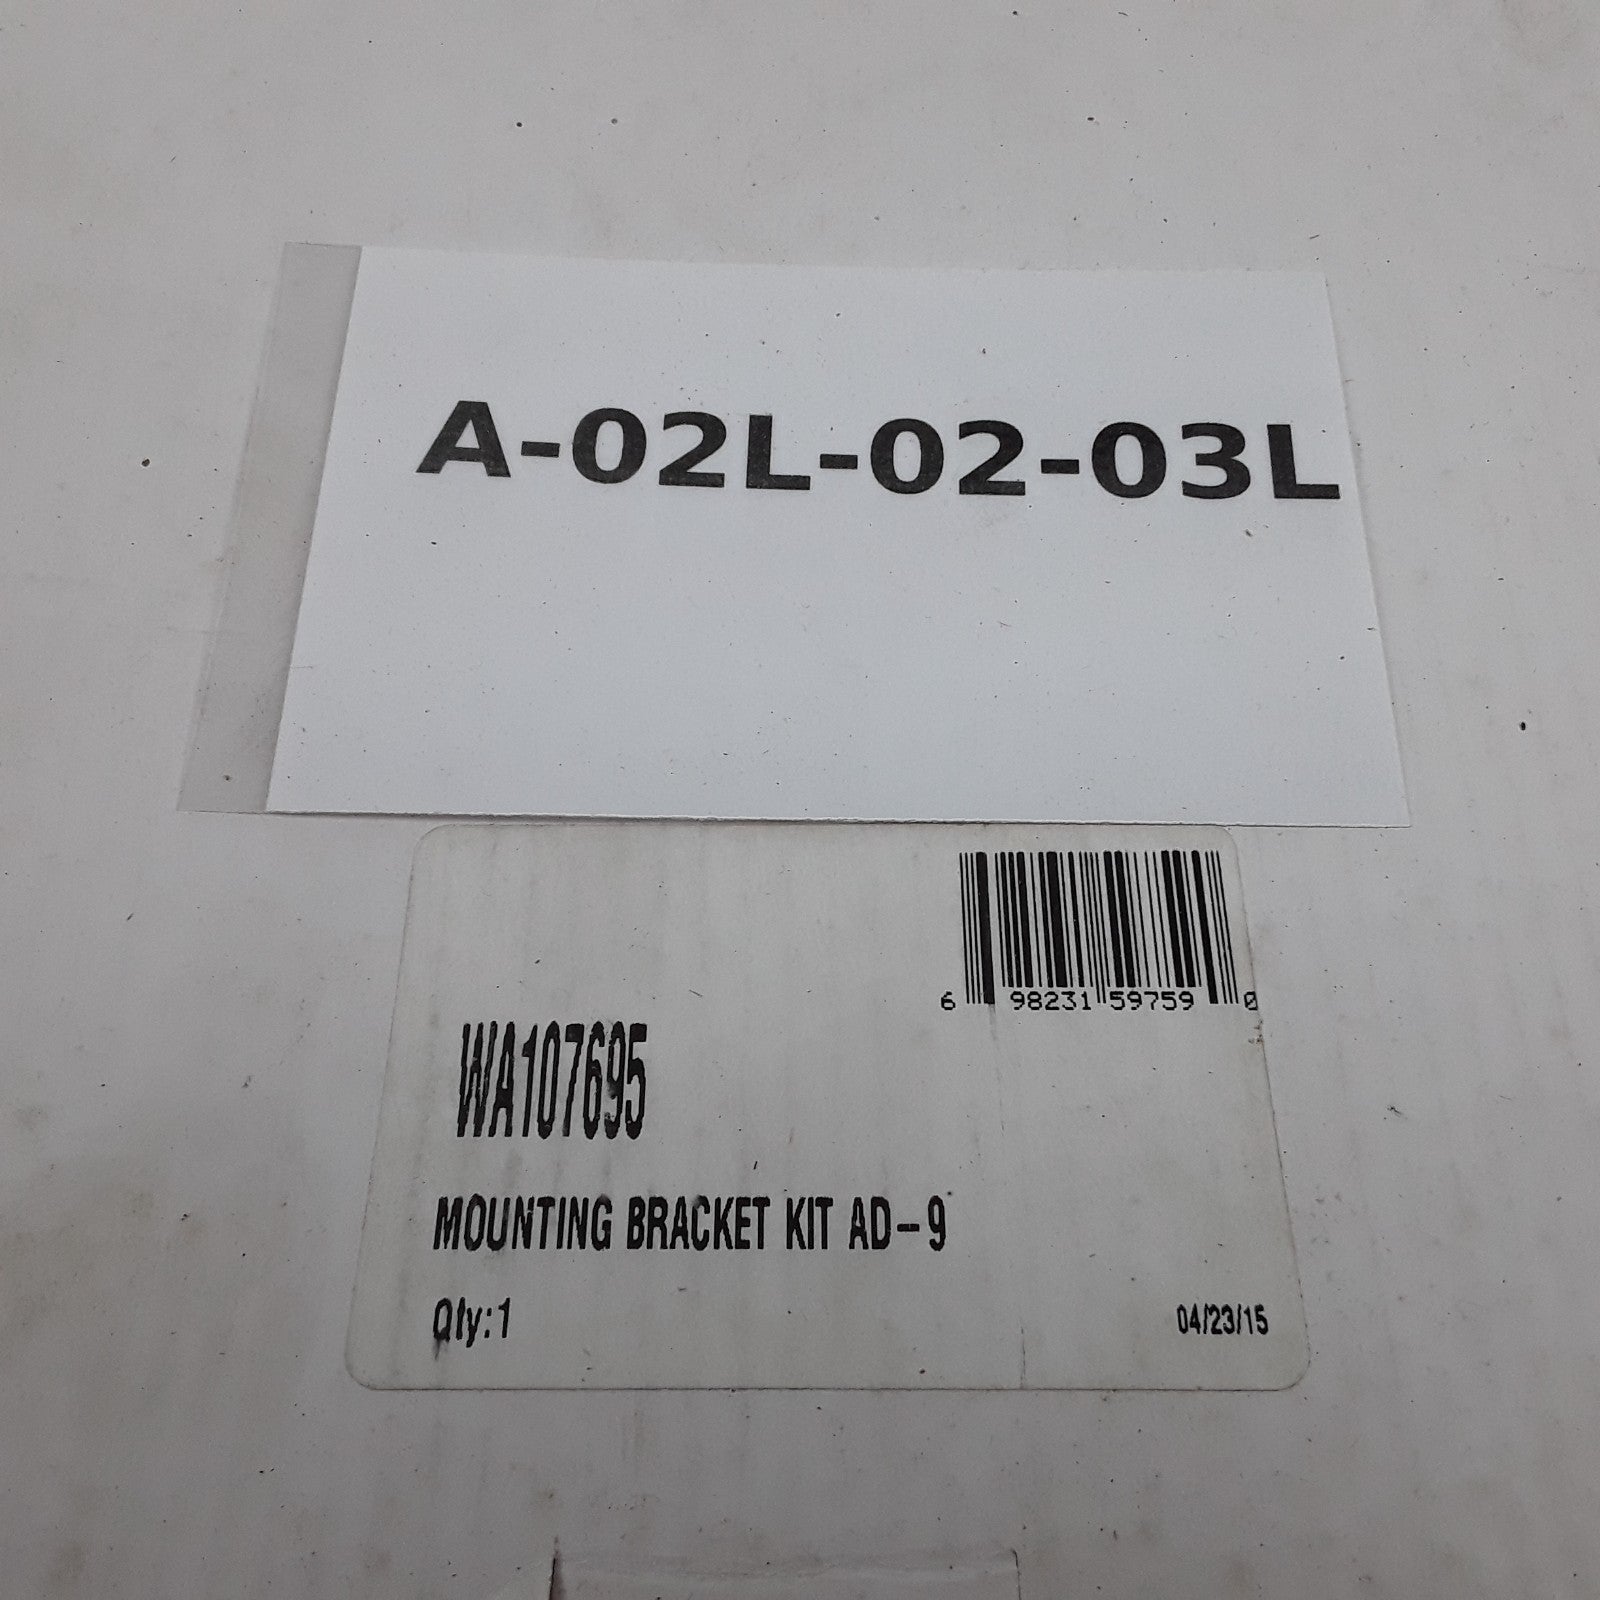 A-02L-02-03L
6 98231 59759 0
WA107695
MOUNTING BRACKET KIT AD-9
Qty:1
04/23/15